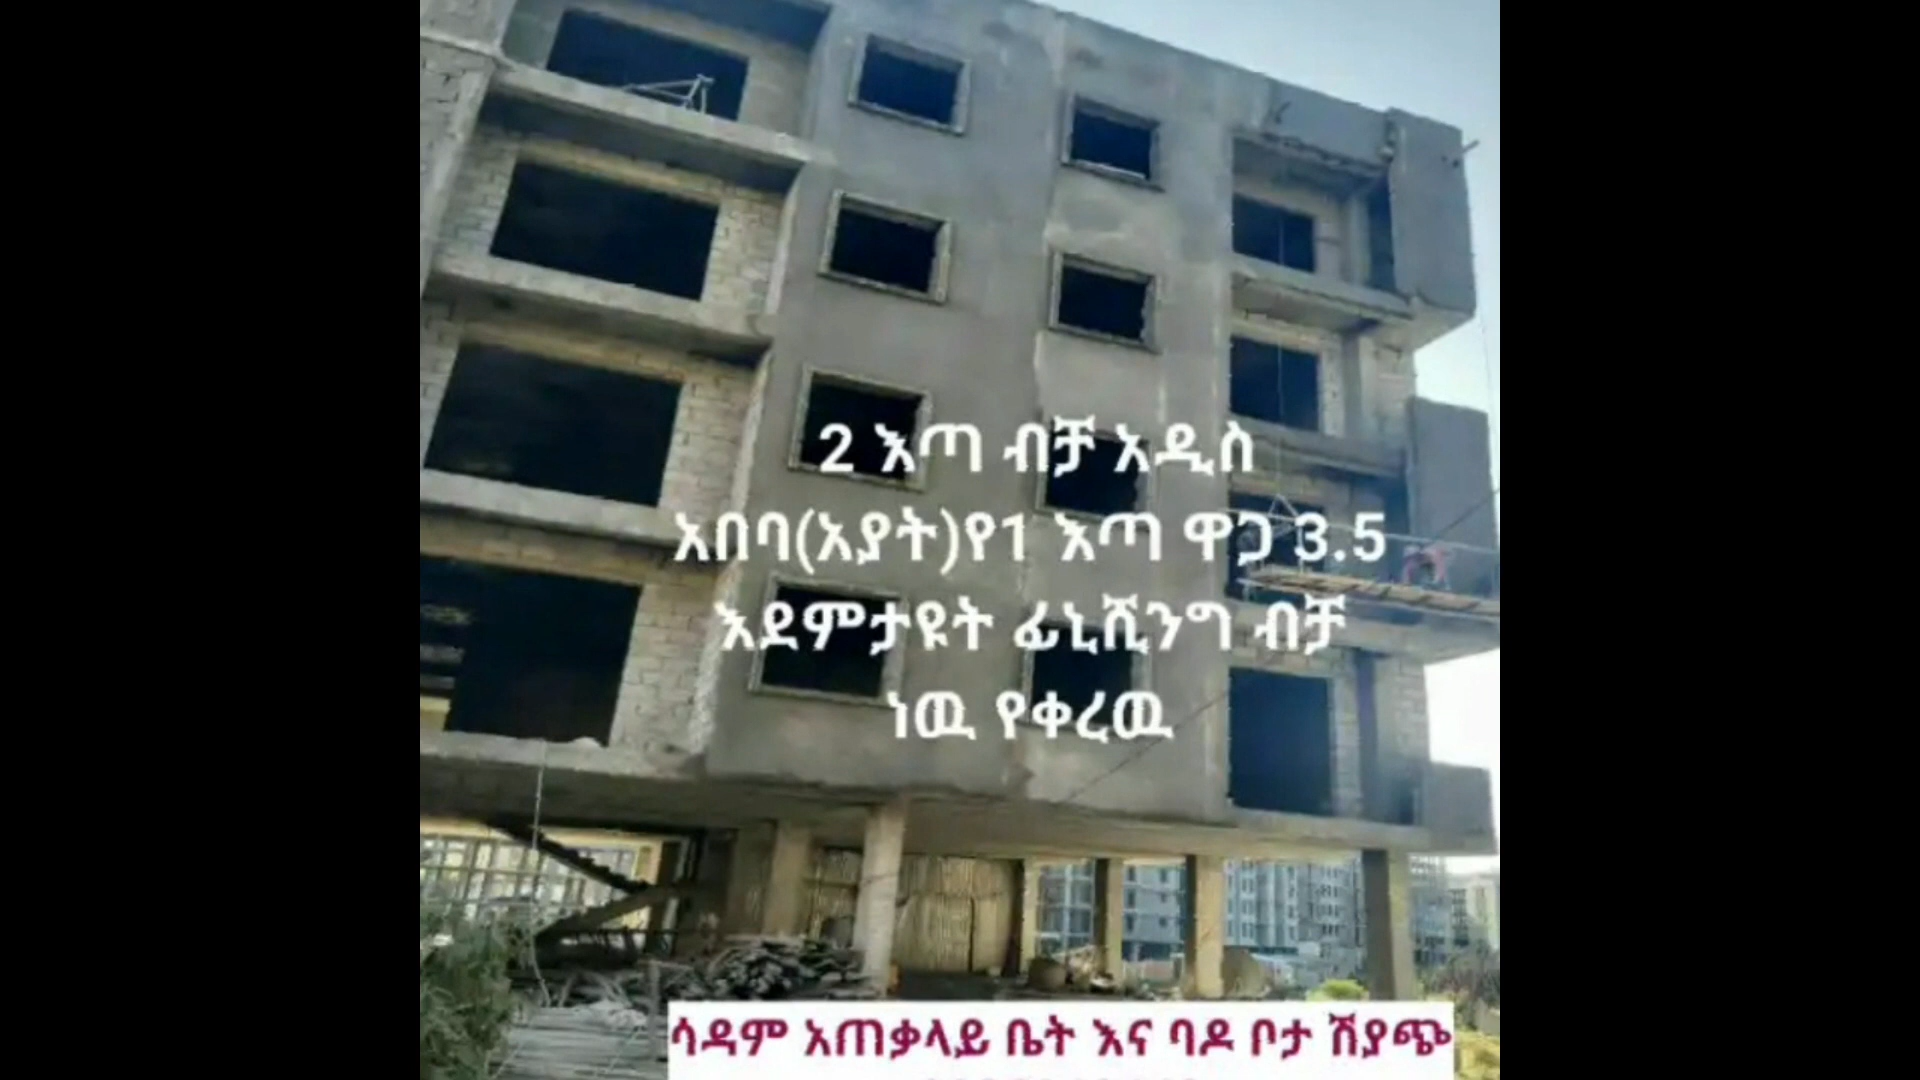 2 እጣ ብቻ አዲስ
አበባ(አያት)የ1 እጣ ዋጋ 3.5
እደምታዩት ፊኒሺንግ ብቻ
ነዉ የቀረዉ
ሳዳም አጠቃላይ ቤት እና ባዶ ቦታ ሽያጭ